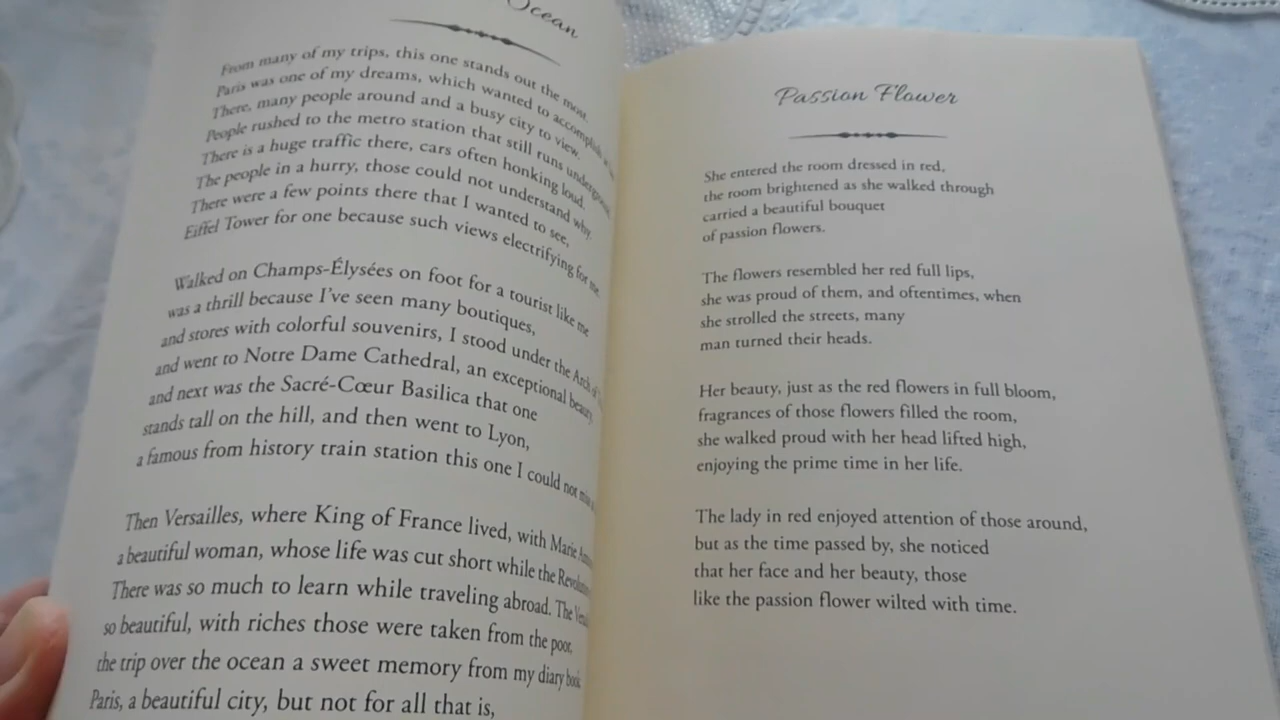 Ocean
From many of my trips, this one stands out the most.
Paris was one of my dreams, which wanted to accomplish
There, many people around and a busy city to view.
People rushed to the metro station that still runs underground.
There is a huge traffic there, cars often honking loud.
The people in a hurry, those could not understand why.
There were a few points there that I wanted to see,
Eiffel Tower for one because such views electrifying for me.
Walked on Champs-Élysées on foot for a tourist like me
was a thrill because I've seen many boutiques,
and stores with colorful souvenirs, I stood under the Arch of
and went to Notre Dame Cathedral, an exceptional beauty,
and next was the Sacré-Cœur Basilica that one
stands tall on the hill, and then went to Lyon,
a famous from history train station this one I could not
Then Versailles, where King of France lived, with Marie
a beautiful woman, whose life was cut short while the
There was so much to learn while traveling abroad. The
so beautiful, with riches those were taken from the poor.
the trip over the ocean a sweet memory from my diary book
Paris, a beautiful city, but not for all that is,
Passion Flower
She entered the room dressed in red,
the room brightened as she walked through
carried a beautiful bouquet
of passion flowers.
The flowers resembled her red full lips,
she was proud of them, and oftentimes, when
she strolled the streets, many
man turned their heads.
Her beauty, just as the red flowers in full bloom,
fragrances of those flowers filled the room,
she walked proud with her head lifted high,
enjoying the prime time in her life.
The lady in red enjoyed attention of those around,
but as the time passed by, she noticed
that her face and her beauty, those
like the passion flower wilted with time.